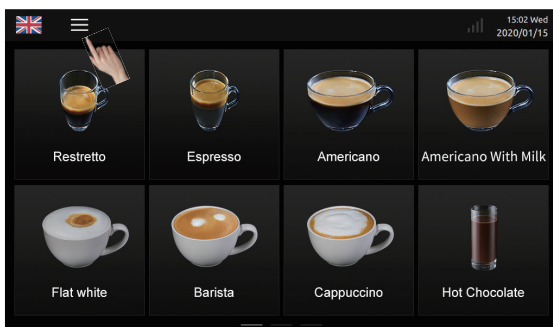 15:02 Wed
2020/01/15
Restretto
Espresso
Americano
Americano With Milk
Flat white
Barista
Cappuccino
Hot Chocolate